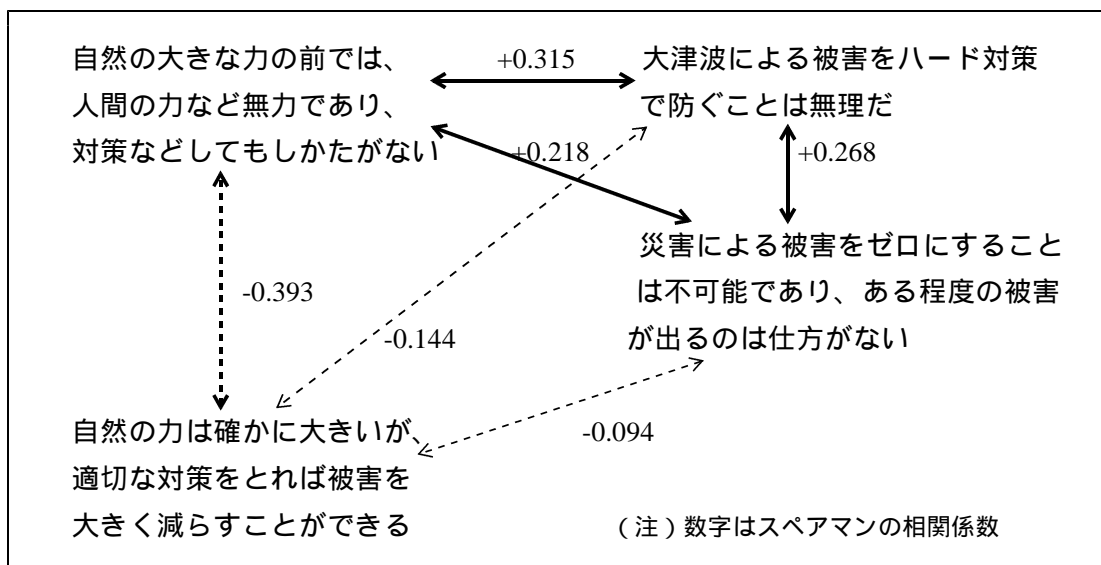 自然の大きな力の前では、
人間の力など無力であり、
対策などしてもしかたがない
+0.315
大津波による被害をハード対策
で防ぐことは無理だ
+0.218
+0.268
災害による被害をゼロにすること
は不可能であり、ある程度の被害
が出るのは仕方がない
-0.393
-0.144
-0.094
自然の力は確かに大きいが、
適切な対策をとれば被害を
大きく減らすことができる
（注）数字はスペアマンの相関係数